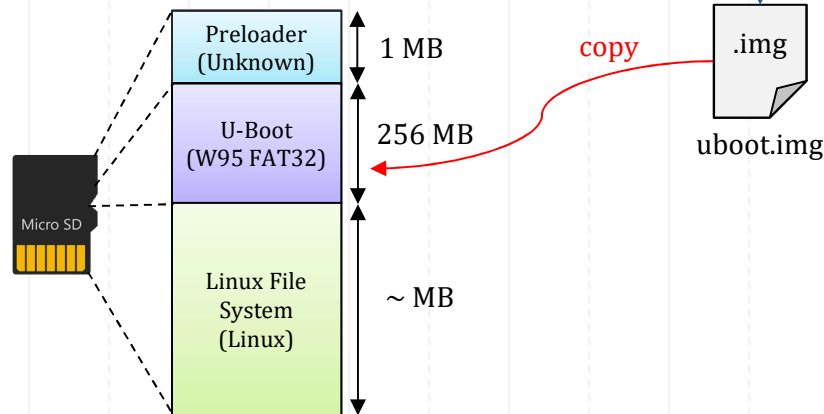 Preloader
(Unknown)
1 MB
copy
.img
uboot.img
U-Boot
(W95 FAT32)
256 MB
Micro SD
Linux File
System
(Linux)
~ MB